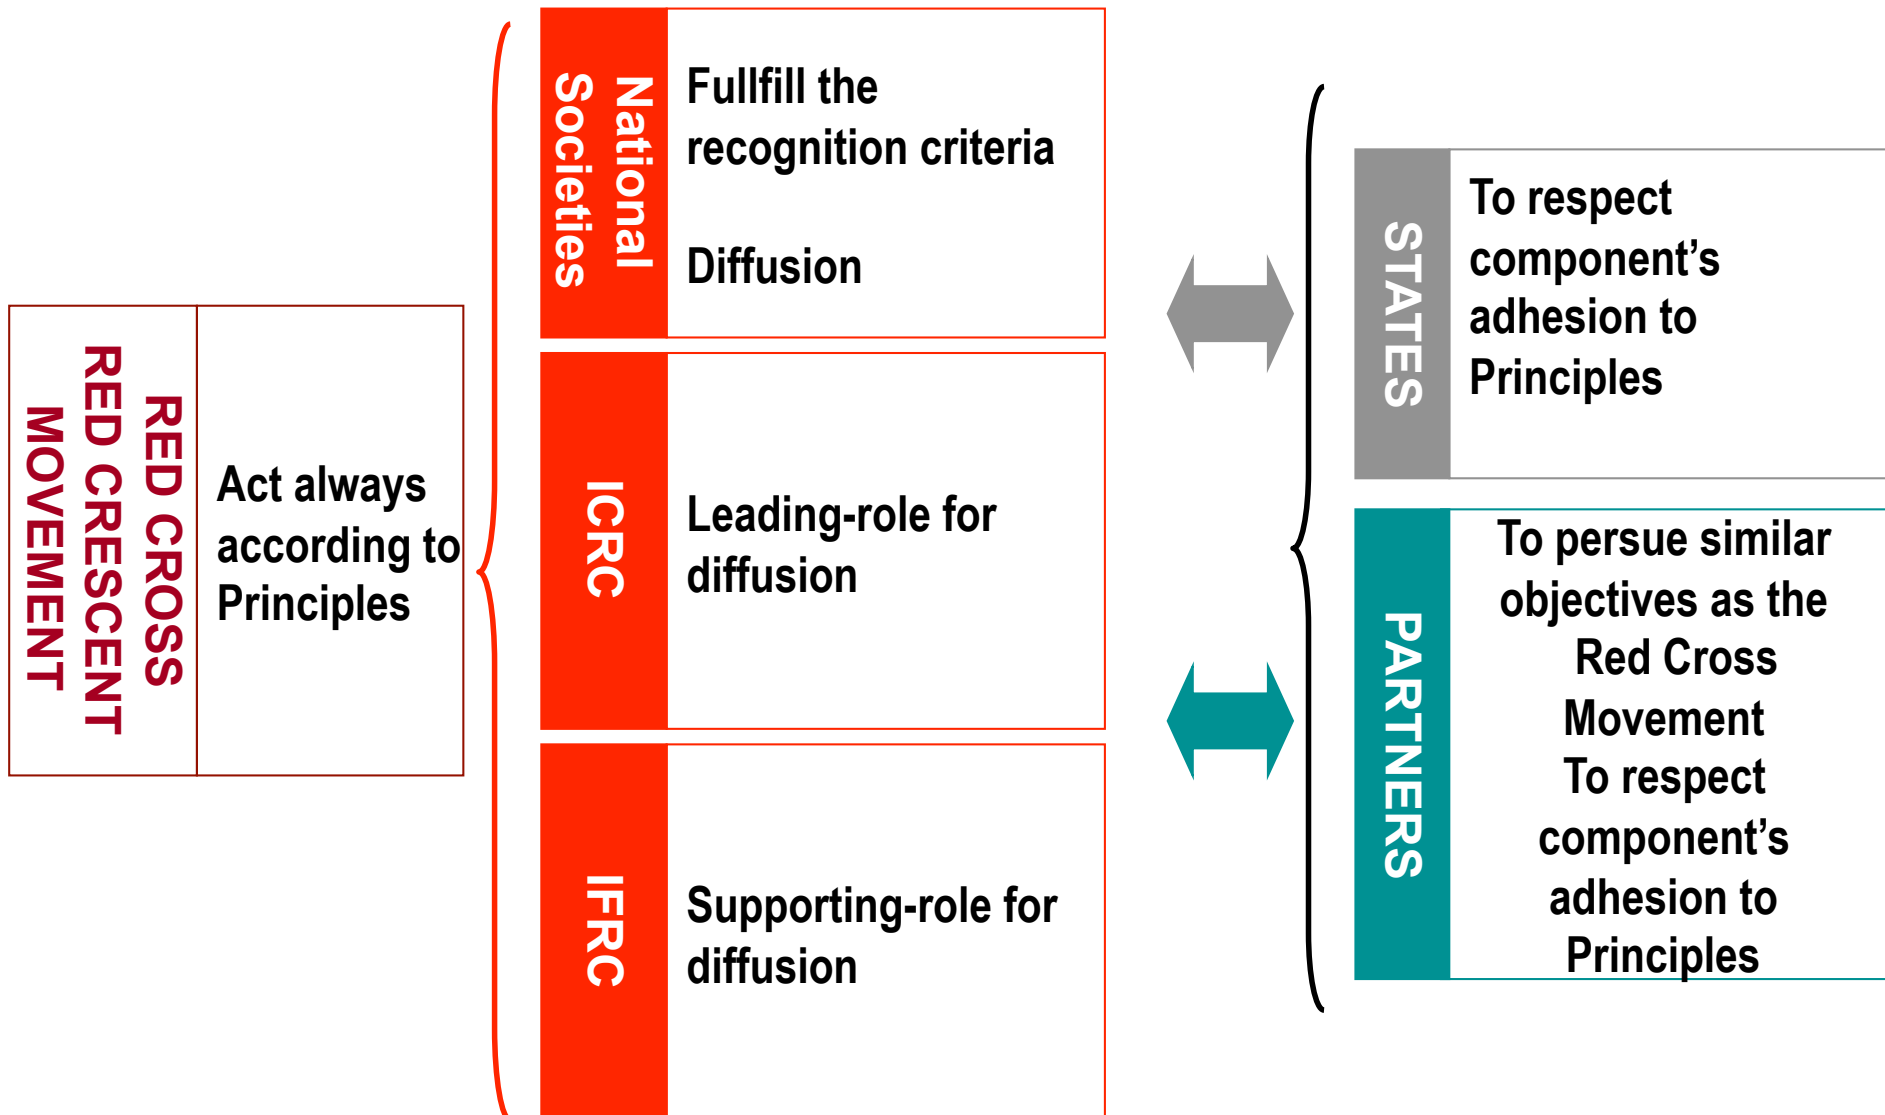 RED CROSS
RED CRESCENT
MOVEMENT
Act always
according to
Principles
National
Societies
Fullfill the
recognition criteria
Diffusion
ICRC
Leading-role for
diffusion
IFRC
Supporting-role for
diffusion
STATES
To respect
component’s
adhesion to
Principles
PARTNERS
To persue similar
objectives as the
Red Cross
Movement
To respect
component’s
adhesion to
Principles